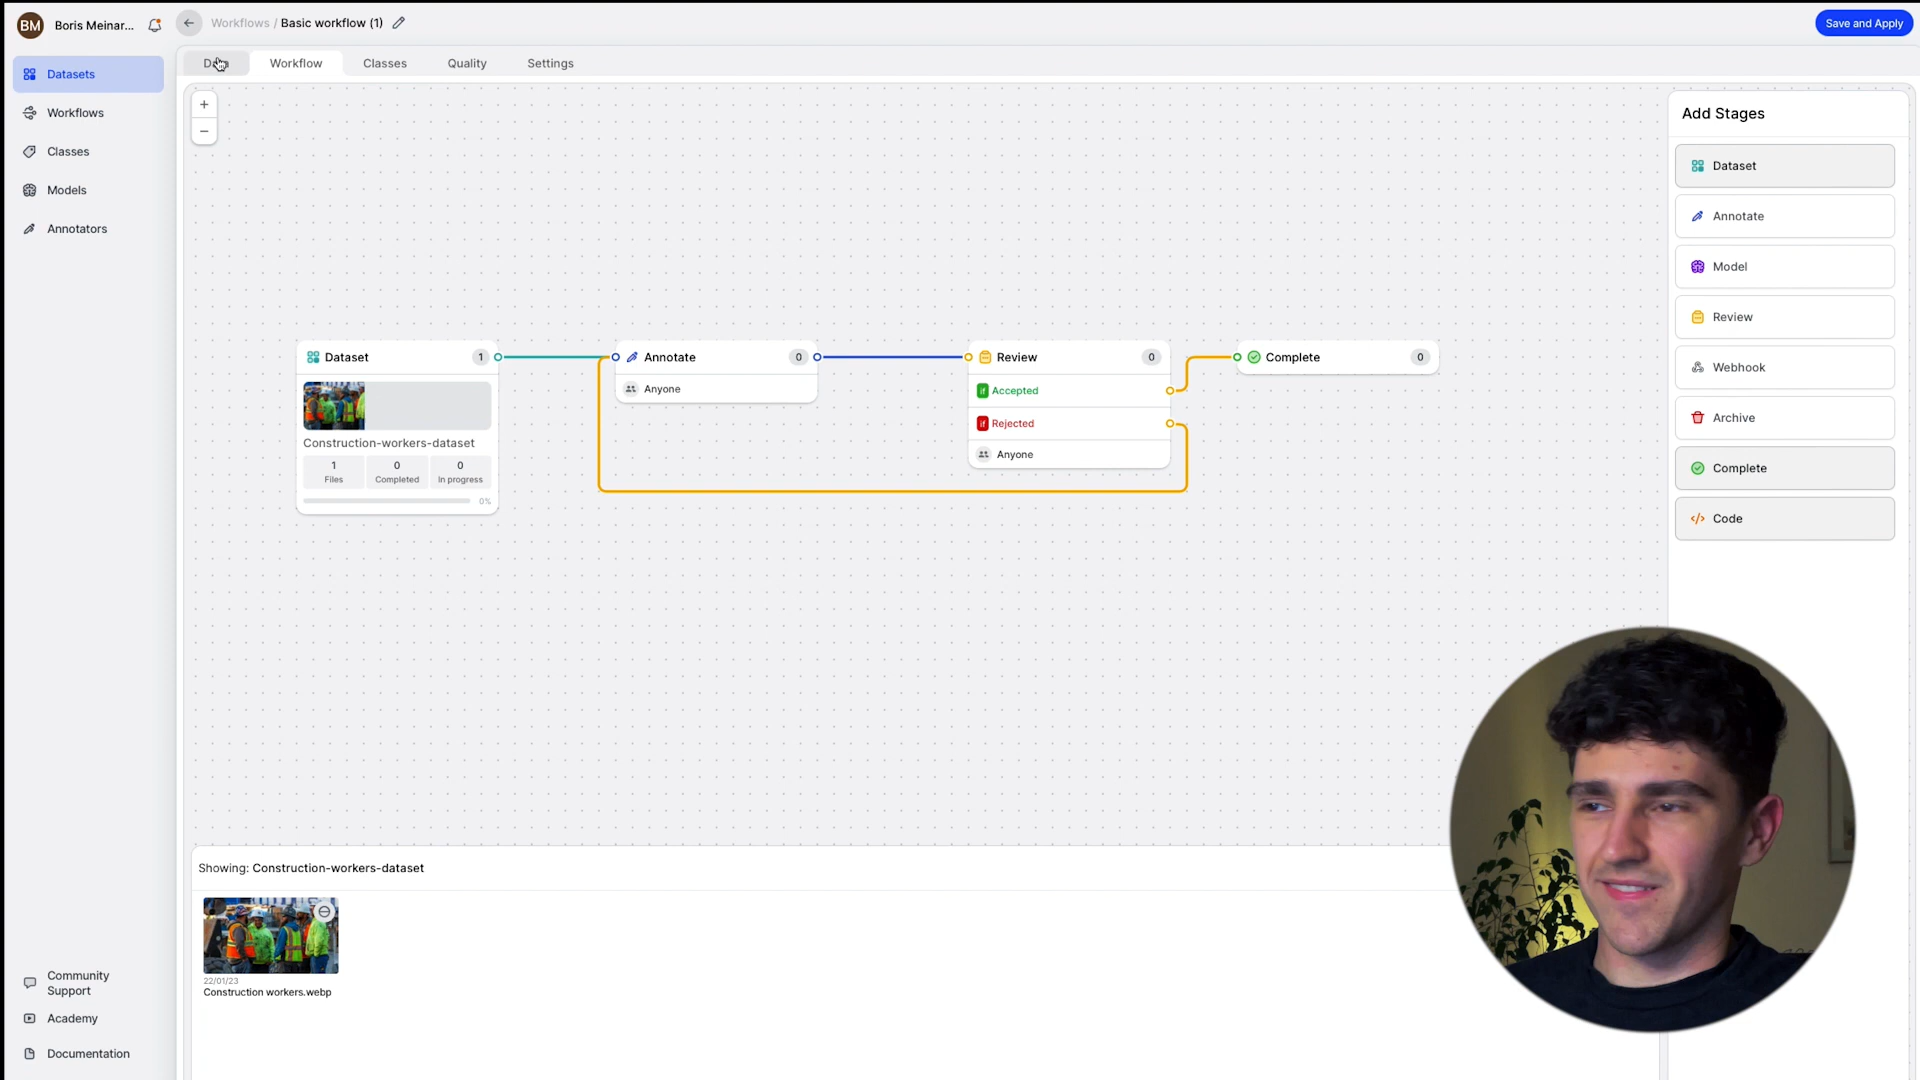 BM
Boris Meinar...
Workflows / Basic workflow (1)
Save and Apply
Datasets
Workflows
Classes
Models
Annotators
Workflow
Classes
Quality
Settings
+
−
Dataset
1
Construction-workers-dataset
1
Files
0
Completed
0
In progress
0%
Annotate
0
Anyone
Review
0
if Accepted
if Rejected
Anyone
Complete
0
Add Stages
Dataset
Annotate
Model
Review
Webhook
Archive
Complete
Code
Showing: Construction-workers-dataset
22/01/23
Construction workers.webp
Community
Support
Academy
Documentation